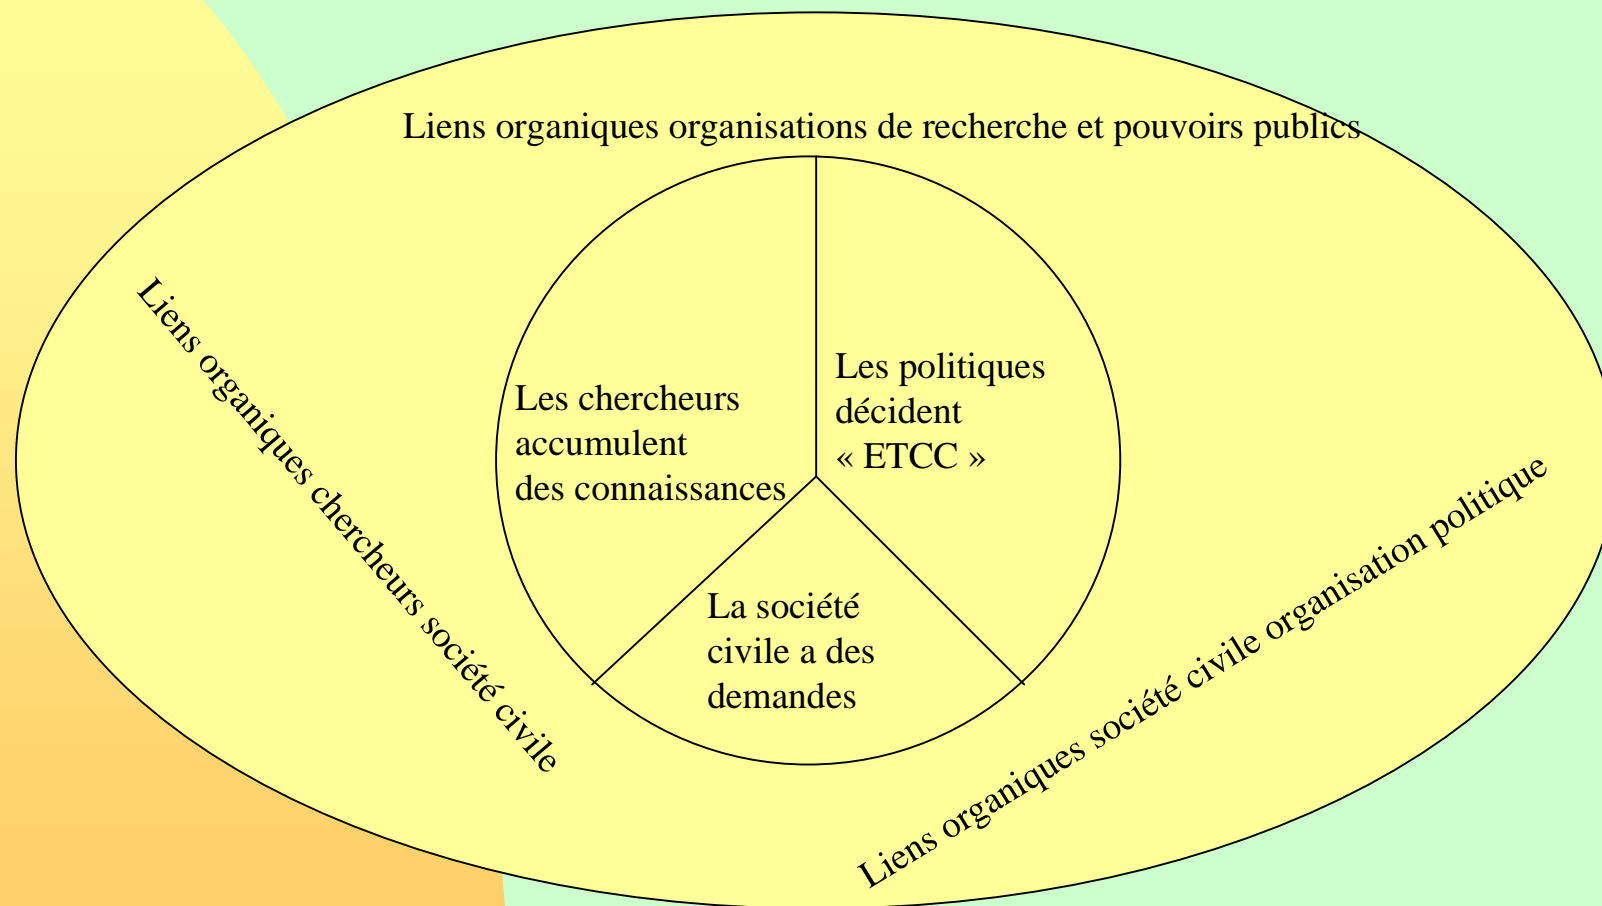 Liens organiques organisations de recherche et pouvoirs publics
Liens organiques chercheurs société civile
Les chercheurs
accumulent
des connaissances
Les politiques
décident
« ETCC »
La société
civile a des
demandes
Liens organiques société civile organisation politique